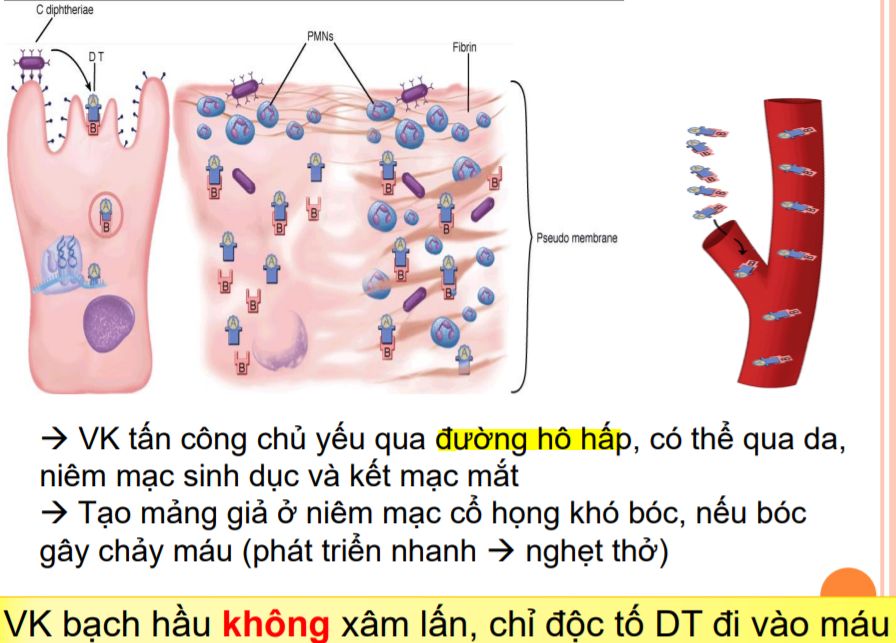 C diphtheriae
D T
PMNs
Fibrin
Pseudo membrane
A
B
A
B
A
A
B
A
A
B
A
B
B
A
B
B
A
B
A
A
B
B
A
B
A
B
A
B
A
→ VK tấn công chủ yếu qua đường hô hấp, có thể qua da,
niêm mạc sinh dục và kết mạc mắt
→ Tạo mảng giả ở niêm mạc cổ họng khó bóc, nếu bóc
gây chảy máu (phát triển nhanh → nghẹt thở)
VK bạch hầu không xâm lấn, chỉ độc tố DT đi vào máu